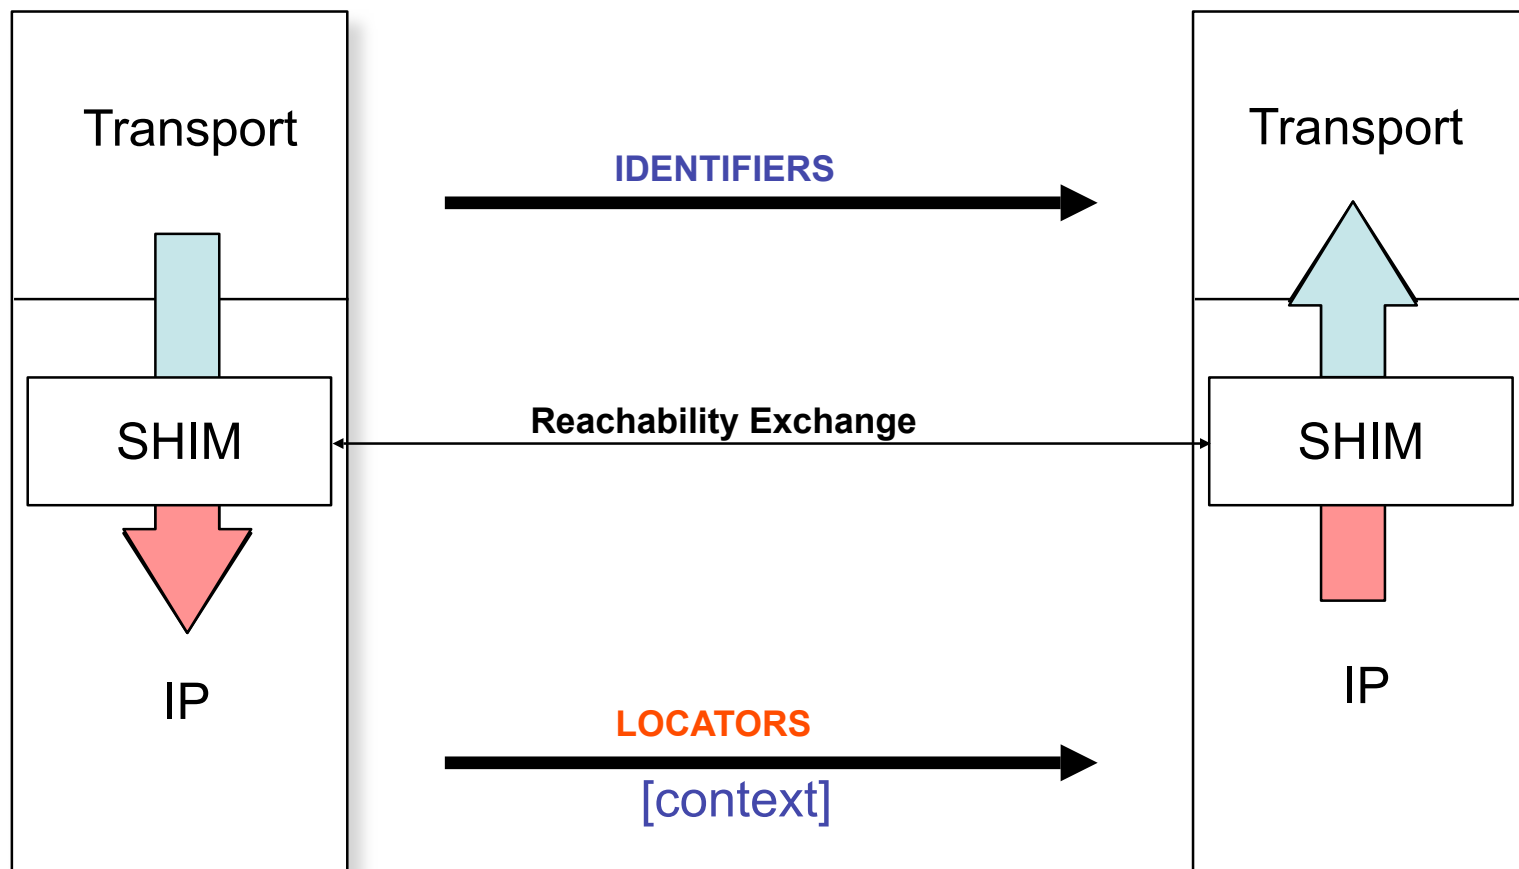 Transport
Transport
IDENTIFIERS
SHIM
Reachability Exchange
SHIM
IP
IP
LOCATORS
[context]